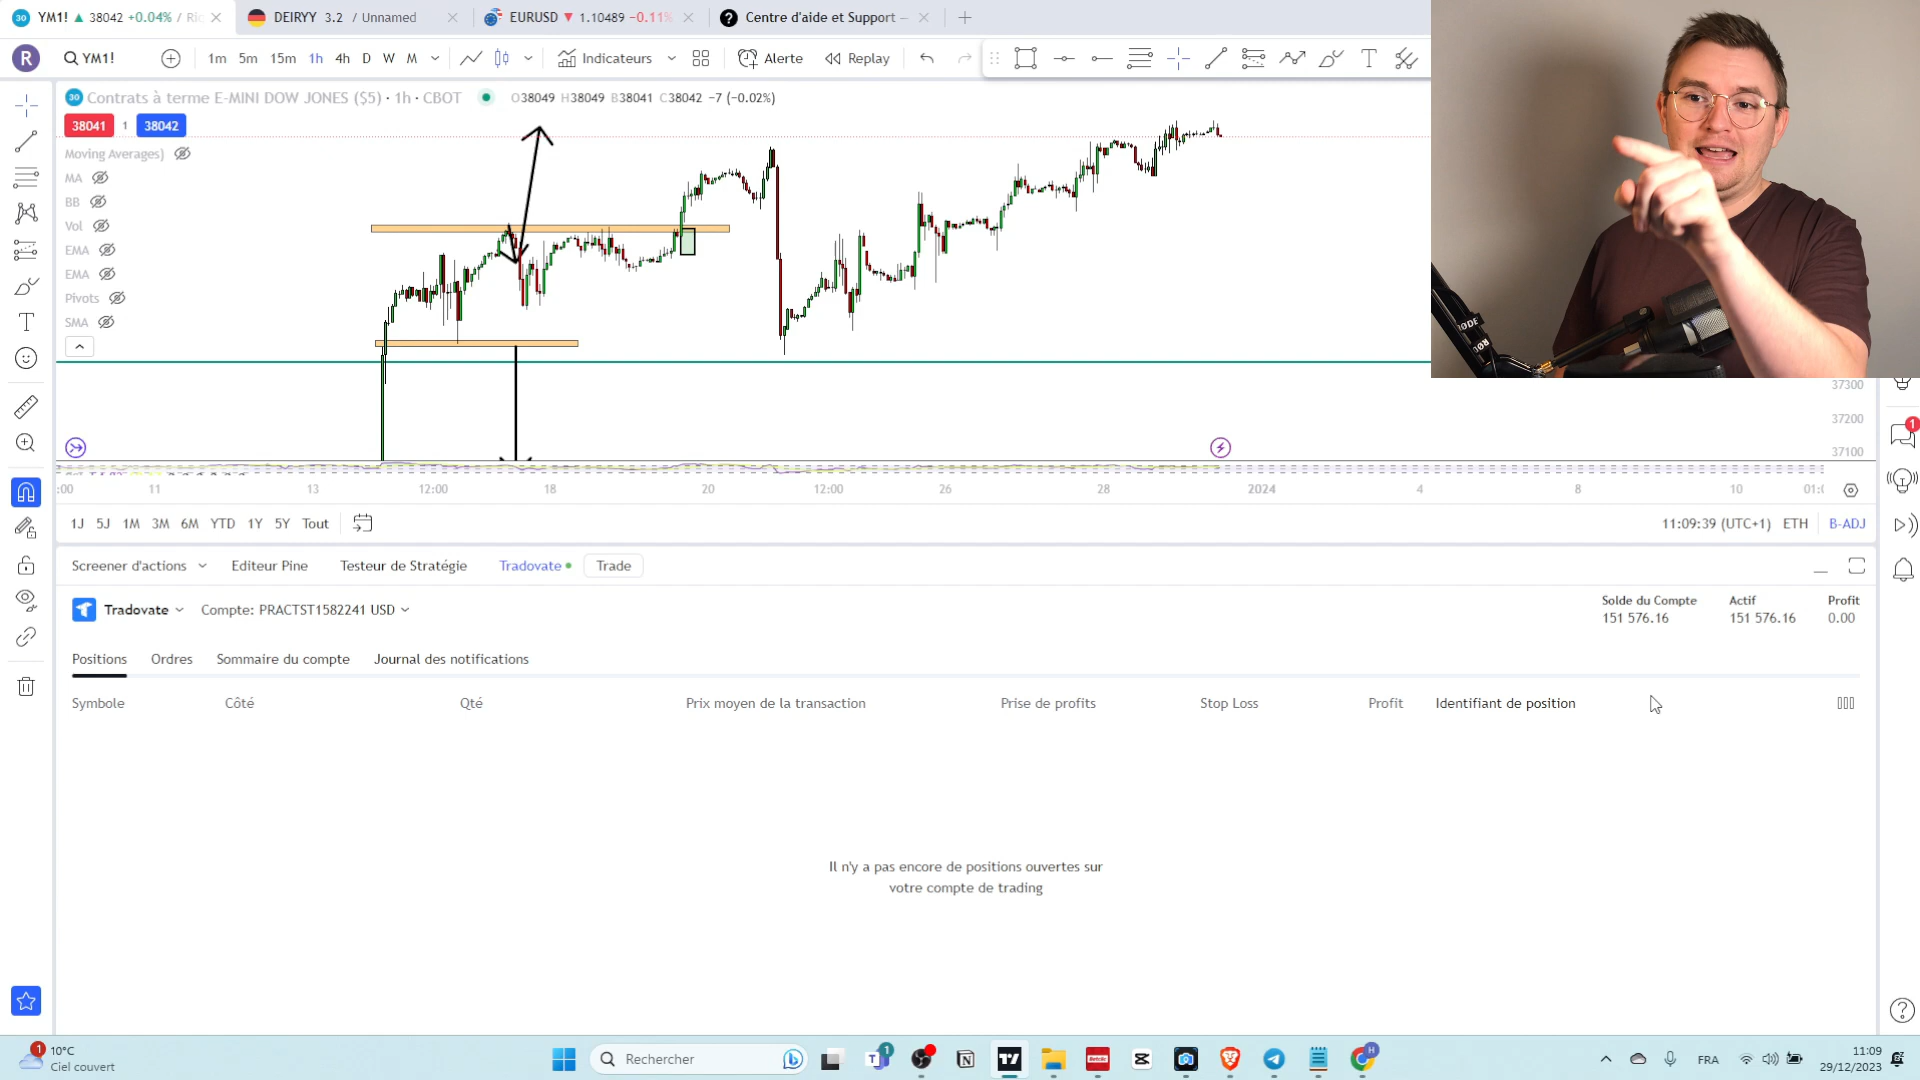 YM1! ▲ 38042 +0.04% / Ri
DEIRYY 3.2 / Unnamed
EURUSD ▼ 1.10489 −0.11%
Centre d'aide et Support –
R
YM1!
1m 5m 15m 1h 4h D W M
Indicateurs
Alerte
Replay
30 Contrats à terme E-MINI DOW JONES ($5) · 1h · CBOT
O38049 H38049 B38041 C38042 −7 (−0.02%)
38041 1 38042
Moving Averages)
MA
BB
Vol
EMA
EMA
Pivots
SMA
RØDE
RØDE
37300
37200
37100
:00 11 13 12:00 18 20 12:00 26 28 2024 4 8 10 01:0
1J 5J 1M 3M 6M YTD 1Y 5Y Tout
11:09:39 (UTC+1) ETH B-ADJ
Screener d'actions Editeur Pine Testeur de Stratégie Tradovate Trade
Tradovate Compte: PRACTST1582241 USD
Solde du Compte Actif Profit
151 576.16 151 576.16 0.00
Positions Ordres Sommaire du compte Journal des notifications
Symbole Côté Qté Prix moyen de la transaction Prise de profits Stop Loss Profit Identifiant de position
Il n'y a pas encore de positions ouvertes sur
votre compte de trading
1
10°C
Ciel couvert
Rechercher
FRA
11:09
29/12/2023